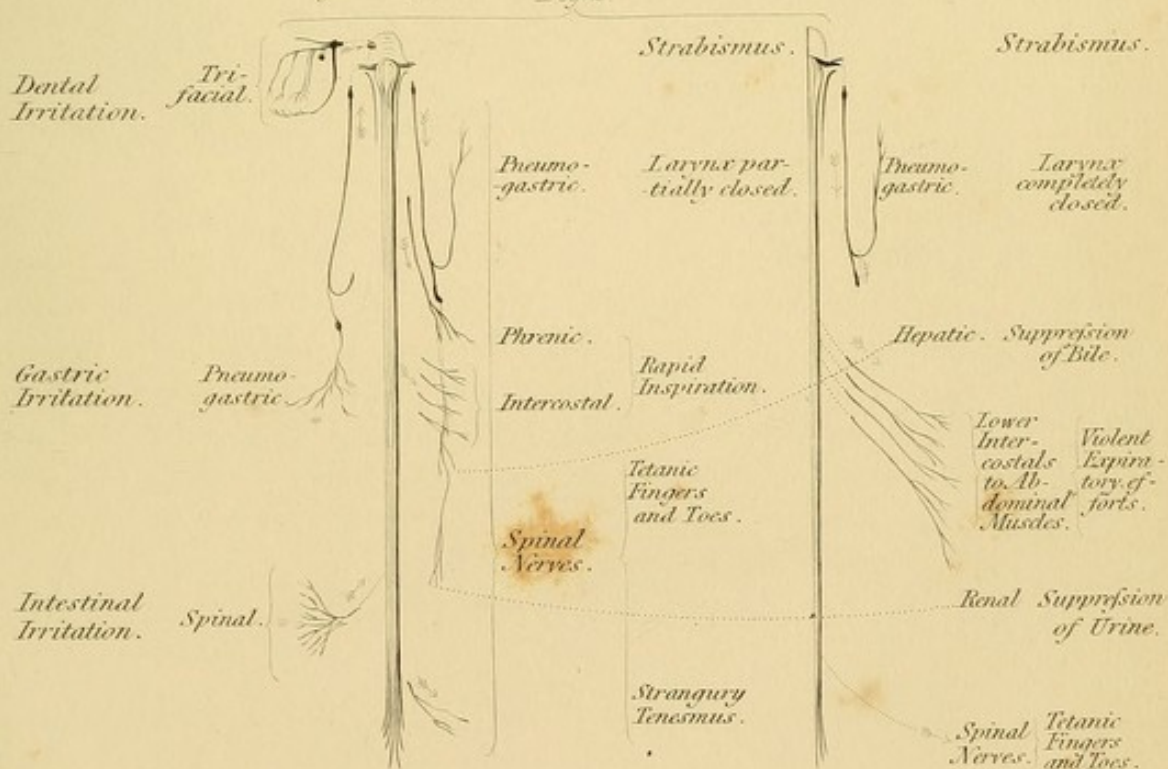 Strabismus.
Strabismus.
Dental
Irritation.
Tri-
facial.
Pneumo-
-gastric.
Larynx par-
-tially closed.
Pneumo-
gastric.
Larynx
completely
closed.
Phrenic.
Intercostal.
Rapid
Inspiration.
Hepatic.
Suppreſsion
of Bile.
Gastric
Irritation.
Pneumo-
gastric
Lower
Inter-
costals
to Ab-
dominal
Muscles.
Violent
Expira-
tory ef-
forts.
Tetanic
Fingers
and Toes.
Spinal
Nerves.
Intestinal
Irritation.
Spinal.
Renal
Suppreſsion
of Urine.
Strangury
Tenesmus.
Spinal
Nerves.
Tetanic
Fingers
and Toes.